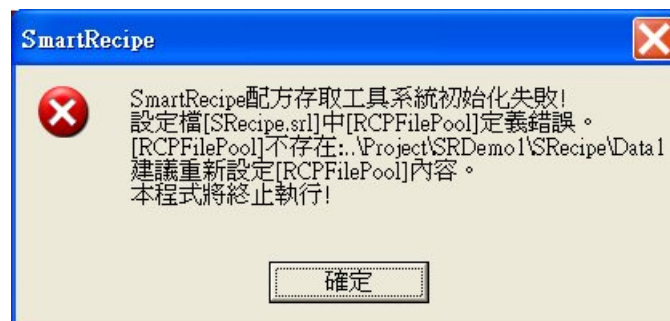 SmartRecipe
SmartRecipe配方存取工具系統初始化失敗!
設定檔[SRecipe.srl]中[RCPFilePool]定義錯誤。
[RCPFilePool]不存在:..\Project\SRDemo1\SRecipe\Data1
建議重新設定[RCPFilePool]內容。
本程式將終止執行!
確定